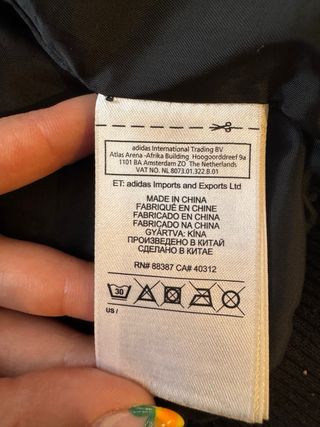 adidas International Trading BV
Atlas Arena -Afrika Building Hoogoorddreef 9a
1101 BA Amsterdam ZO The Netherlands
VAT NO. NL 8073.01.322.B.01
ET: adidas Imports and Exports Ltd
MADE IN CHINA
FABRIQUÉ EN CHINE
FABRICADO EN CHINA
FABRICADO NA CHINA
GYÁRTVA: KÍNA
ПРОИЗВЕДЕНО В КИТАЙ
СДЕЛАНО В КИТАЕ
RN# 88387 CA# 40312
30
US /